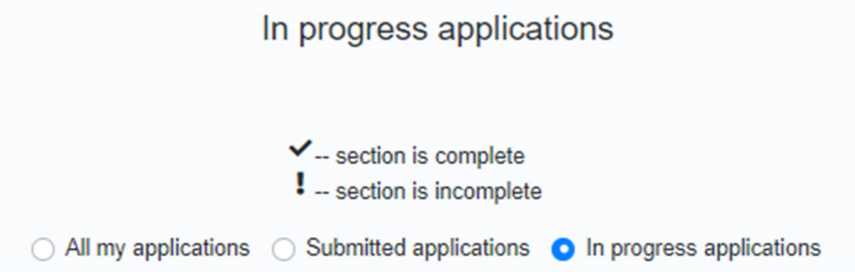 In progress applications
✔ -- section is complete
! -- section is incomplete
All my applications Submitted applications In progress applications